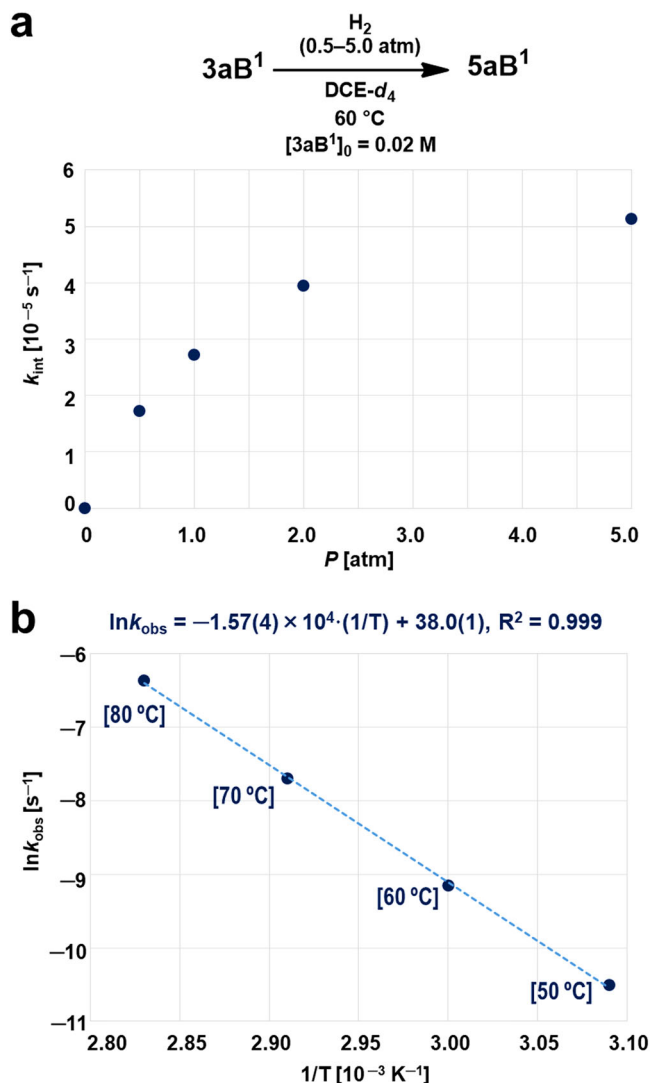 a
H2
(0.5–5.0 atm)
3aB1 5aB1
DCE-d4
60 °C
[3aB1]0 = 0.02 M
6
5
4
3
2
1
0
kint [10−5 s−1]
0 1.0 2.0 3.0 4.0 5.0
P [atm]
b
lnkobs = −1.57(4) × 104·(1/T) + 38.0(1), R2 = 0.999
−6
−7
−8
−9
−10
−11
lnkobs [s−1]
[80 ºC]
[70 ºC]
[60 ºC]
[50 ºC]
2.80 2.85 2.90 2.95 3.00 3.05 3.10
1/T [10−3 K−1]